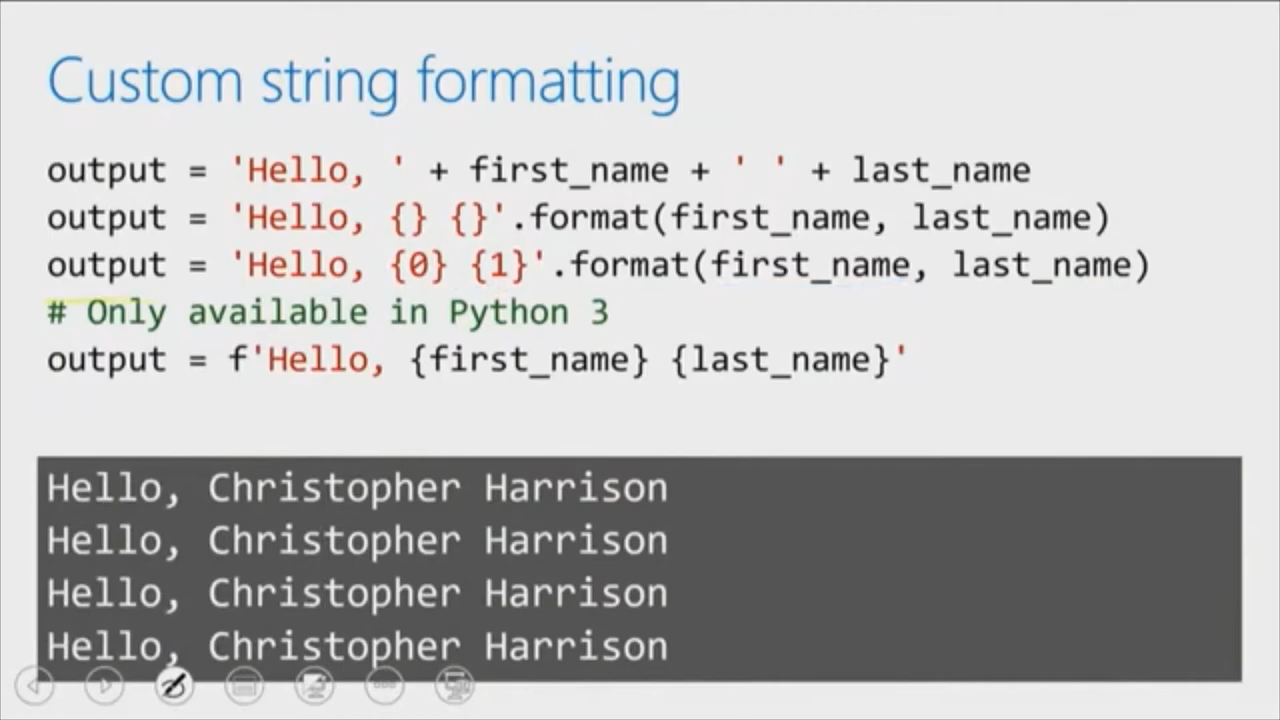 Custom string formatting
output = 'Hello, ' + first_name + ' ' + last_name
output = 'Hello, {} {}'.format(first_name, last_name)
output = 'Hello, {0} {1}'.format(first_name, last_name)
# Only available in Python 3
output = f'Hello, {first_name} {last_name}'
Hello, Christopher Harrison
Hello, Christopher Harrison
Hello, Christopher Harrison
Hello, Christopher Harrison